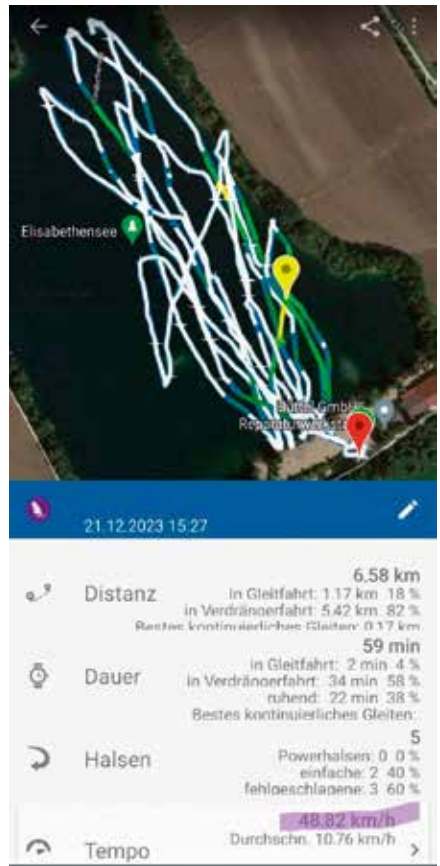 Elisabethensee
Büttel GmbH
21.12.2023 15:27
Distanz
6,58 km
in Gleitfahrt: 1.17 km 18 %
in Verdrängerfahrt: 5.42 km 82 %
Bestes kontinuierliches Gleiten: 0.17 km
Dauer
59 min
in Gleitfahrt: 2 min 4 %
in Verdrängerfahrt: 34 min 58 %
ruhend: 22 min 38 %
Bestes kontinuierliches Gleiten:
Halsen
5
Powerhalsen: 0 0 %
einfache: 2 40 %
fehlgeschlagene: 3 60 %
48.82 km/h
Tempo
Durchschn. 10.76 km/h